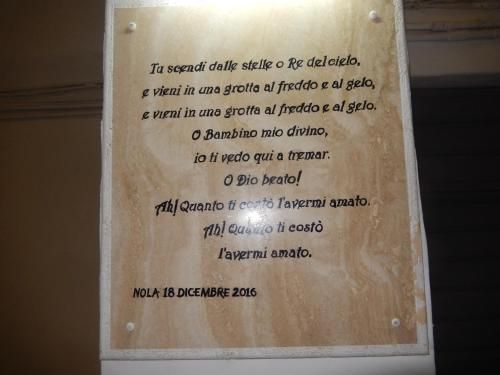 Tu scendi dalle stelle o Re del cielo,
e vieni in una grotta al freddo e al gelo,
e vieni in una grotta al freddo e al gelo.
O Bambino mio divino,
io ti vedo qui a tremar.
O Dio beato!
Ah! Quanto ti costò l'avermi amato.
Ah! Quanto ti costò
l'avermi amato.
NOLA 18 DICEMBRE 2016